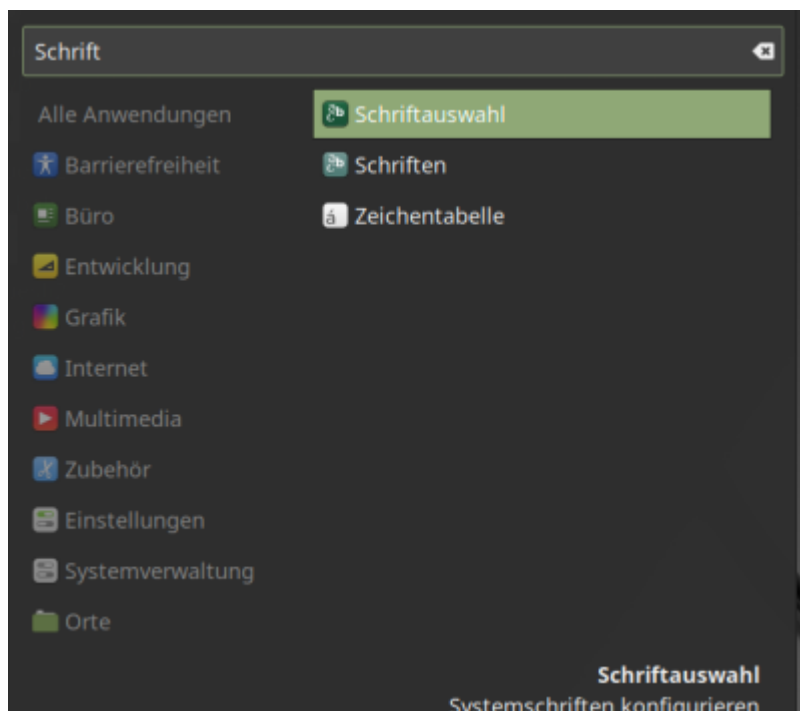 Schrift
Alle Anwendungen
Barrierefreiheit
Büro
Entwicklung
Grafik
Internet
Multimedia
Zubehör
Einstellungen
Systemverwaltung
Orte
Schriftauswahl
Schriften
Zeichentabelle
Schriftauswahl
Systemschriften konfigurieren